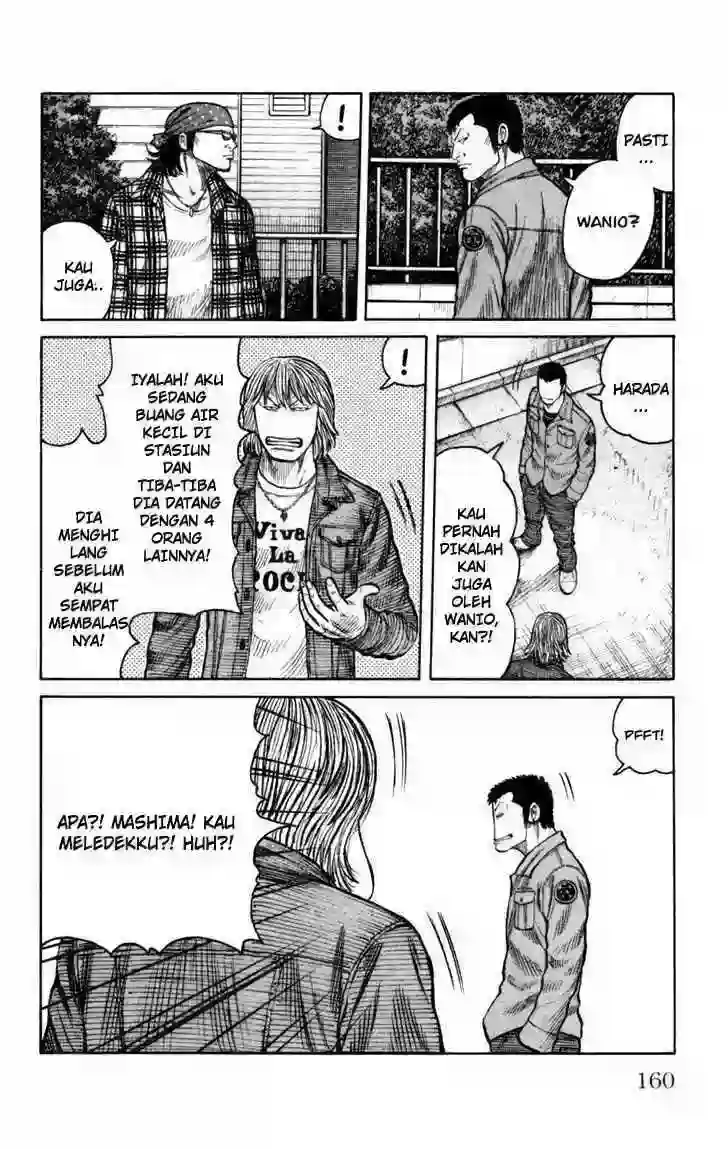 PASTI
...
WANIO?
!
KAU
JUGA..
HARADA
...
KAU
PERNAH
DIKALAH
KAN
JUGA
OLEH
WANIO,
KAN?!
!
IYALAH! AKU
SEDANG
BUANG AIR
KECIL DI
STASIUN
DAN
TIBA-TIBA
DIA DATANG
DENGAN 4
ORANG
LAINNYA!
DIA
MENGHI
LANG
SEBELUM
AKU
SEMPAT
MEMBALAS
NYA!
Viva
La
ROCK
PFFT!
APA?! MASHIMA! KAU
MELEDEKKU?! HUH?!
160